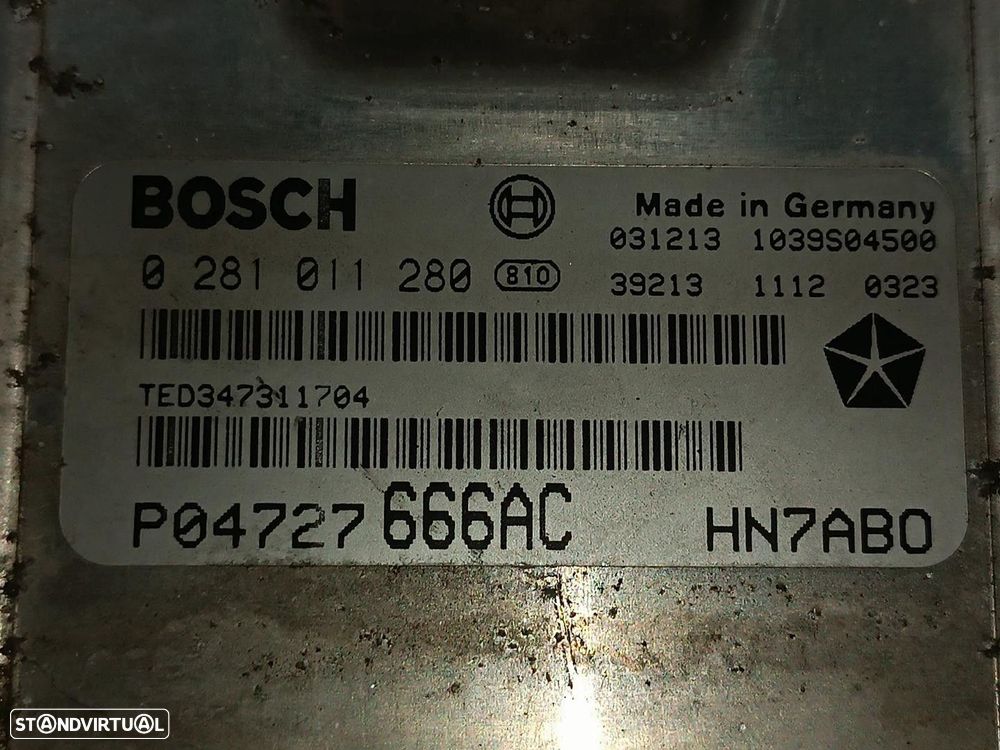 BOSCH
Made in Germany
031213 1039S04500
0 281 011 280 810
39213 1112 0323
TED347311704
P04727666AC HN7ABO
STANDVIRTUAL